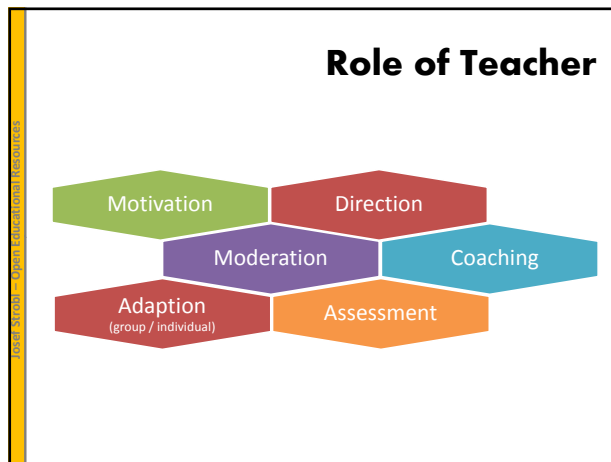 Role of Teacher
Josef Strobl – Open Educational Resources
Motivation
Direction
Moderation
Coaching
Adaption
(group / individual)
Assessment